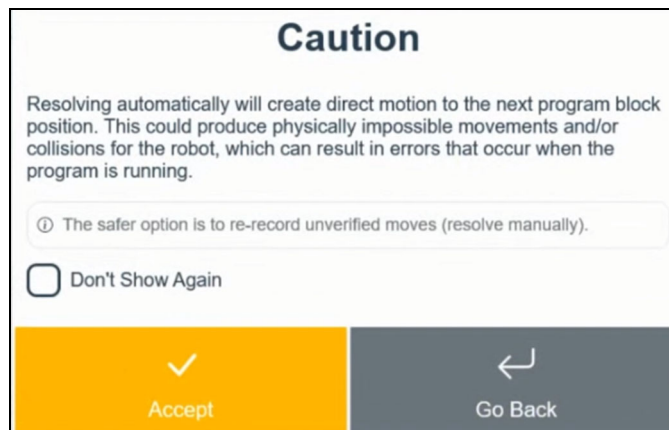 Caution
Resolving automatically will create direct motion to the next program block
position. This could produce physically impossible movements and/or
collisions for the robot, which can result in errors that occur when the
program is running.
The safer option is to re-record unverified moves (resolve manually).
Don't Show Again
Accept
Go Back